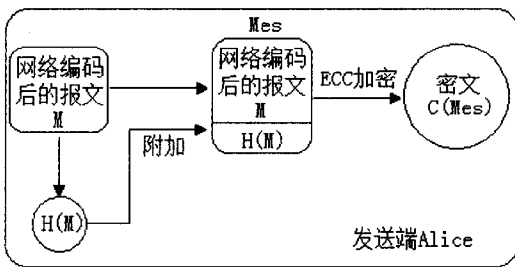 Mes
网络编码
后的报文
M
网络编码
后的报文
M
H(M)
ECC加密
密文
C(Mes)
附加
H(M)
发送端Alice